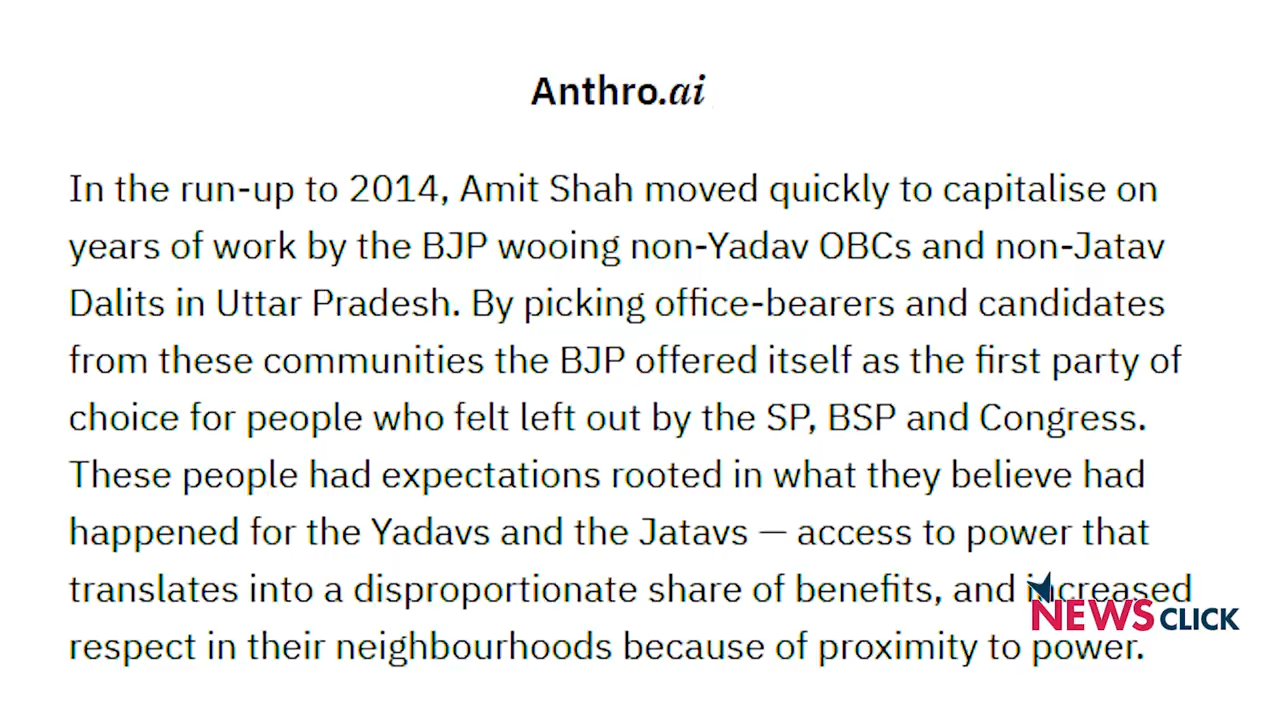 Anthro.ai
In the run-up to 2014, Amit Shah moved quickly to capitalise on
years of work by the BJP wooing non-Yadav OBCs and non-Jatav
Dalits in Uttar Pradesh. By picking office-bearers and candidates
from these communities the BJP offered itself as the first party of
choice for people who felt left out by the SP, BSP and Congress.
These people had expectations rooted in what they believe had
happened for the Yadavs and the Jatavs — access to power that
translates into a disproportionate share of benefits, and increased
respect in their neighbourhoods because of proximity to power.
NEWSCLICK